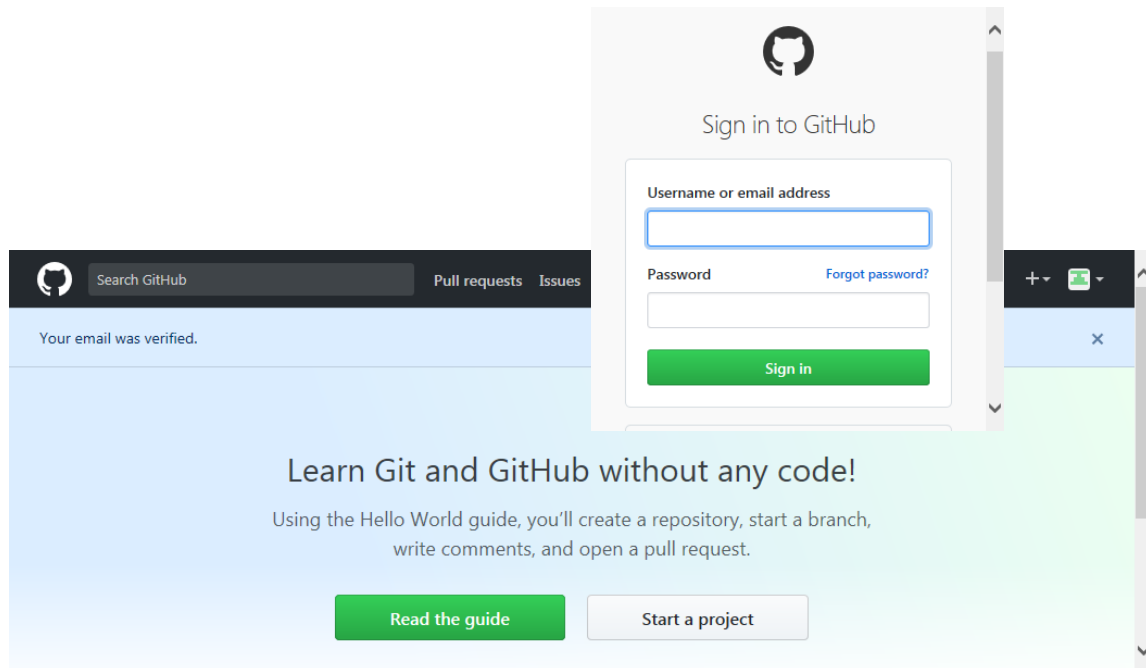 Sign in to GitHub
Username or email address
Password
Forgot password?
Sign in
Search GitHub
Pull requests
Issues
Your email was verified.
Learn Git and GitHub without any code!
Using the Hello World guide, you’ll create a repository, start a branch,
write comments, and open a pull request.
Read the guide
Start a project